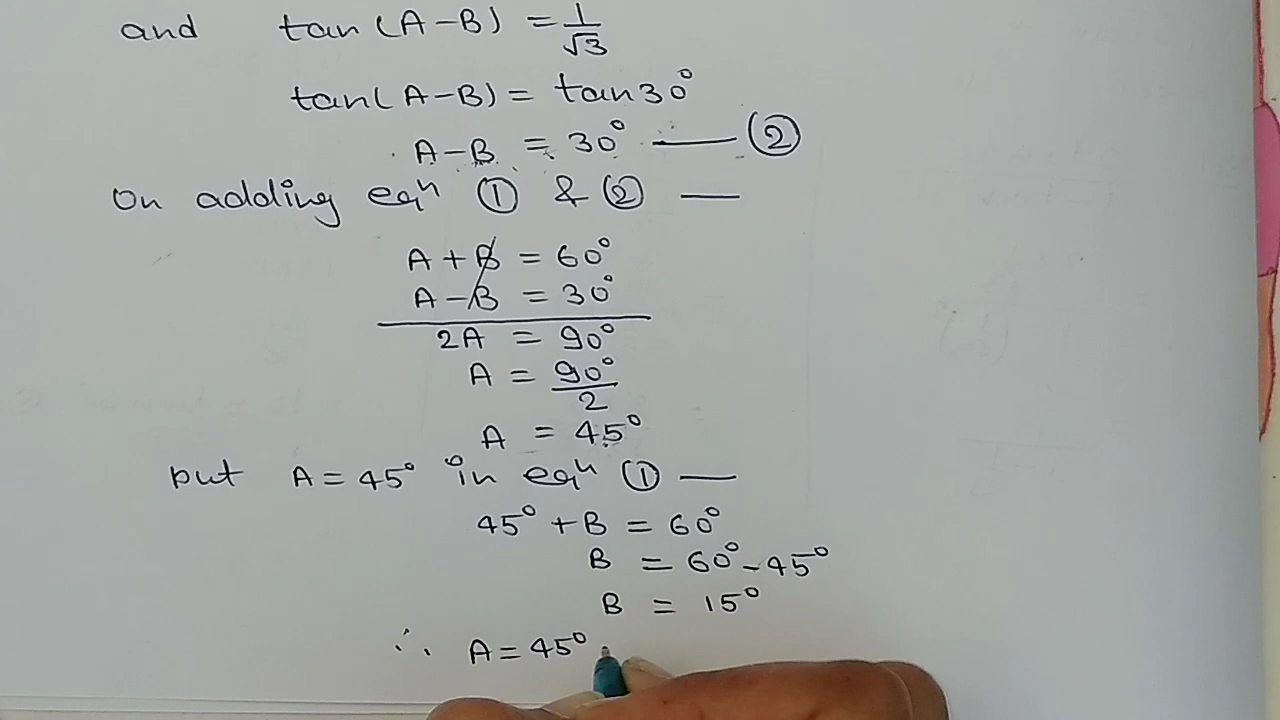 and tan(A-B) = 1/√3
tan(A-B) = tan30°
A-B = 30° — ②
On adding eqⁿ ① & ② —
A+B = 60°
A-B = 30°
2A = 90°
A = 90°/2
A = 45°
put A=45° in eqⁿ ① —
45°+B = 60°
B = 60°-45°
B = 15°
∴ A=45°